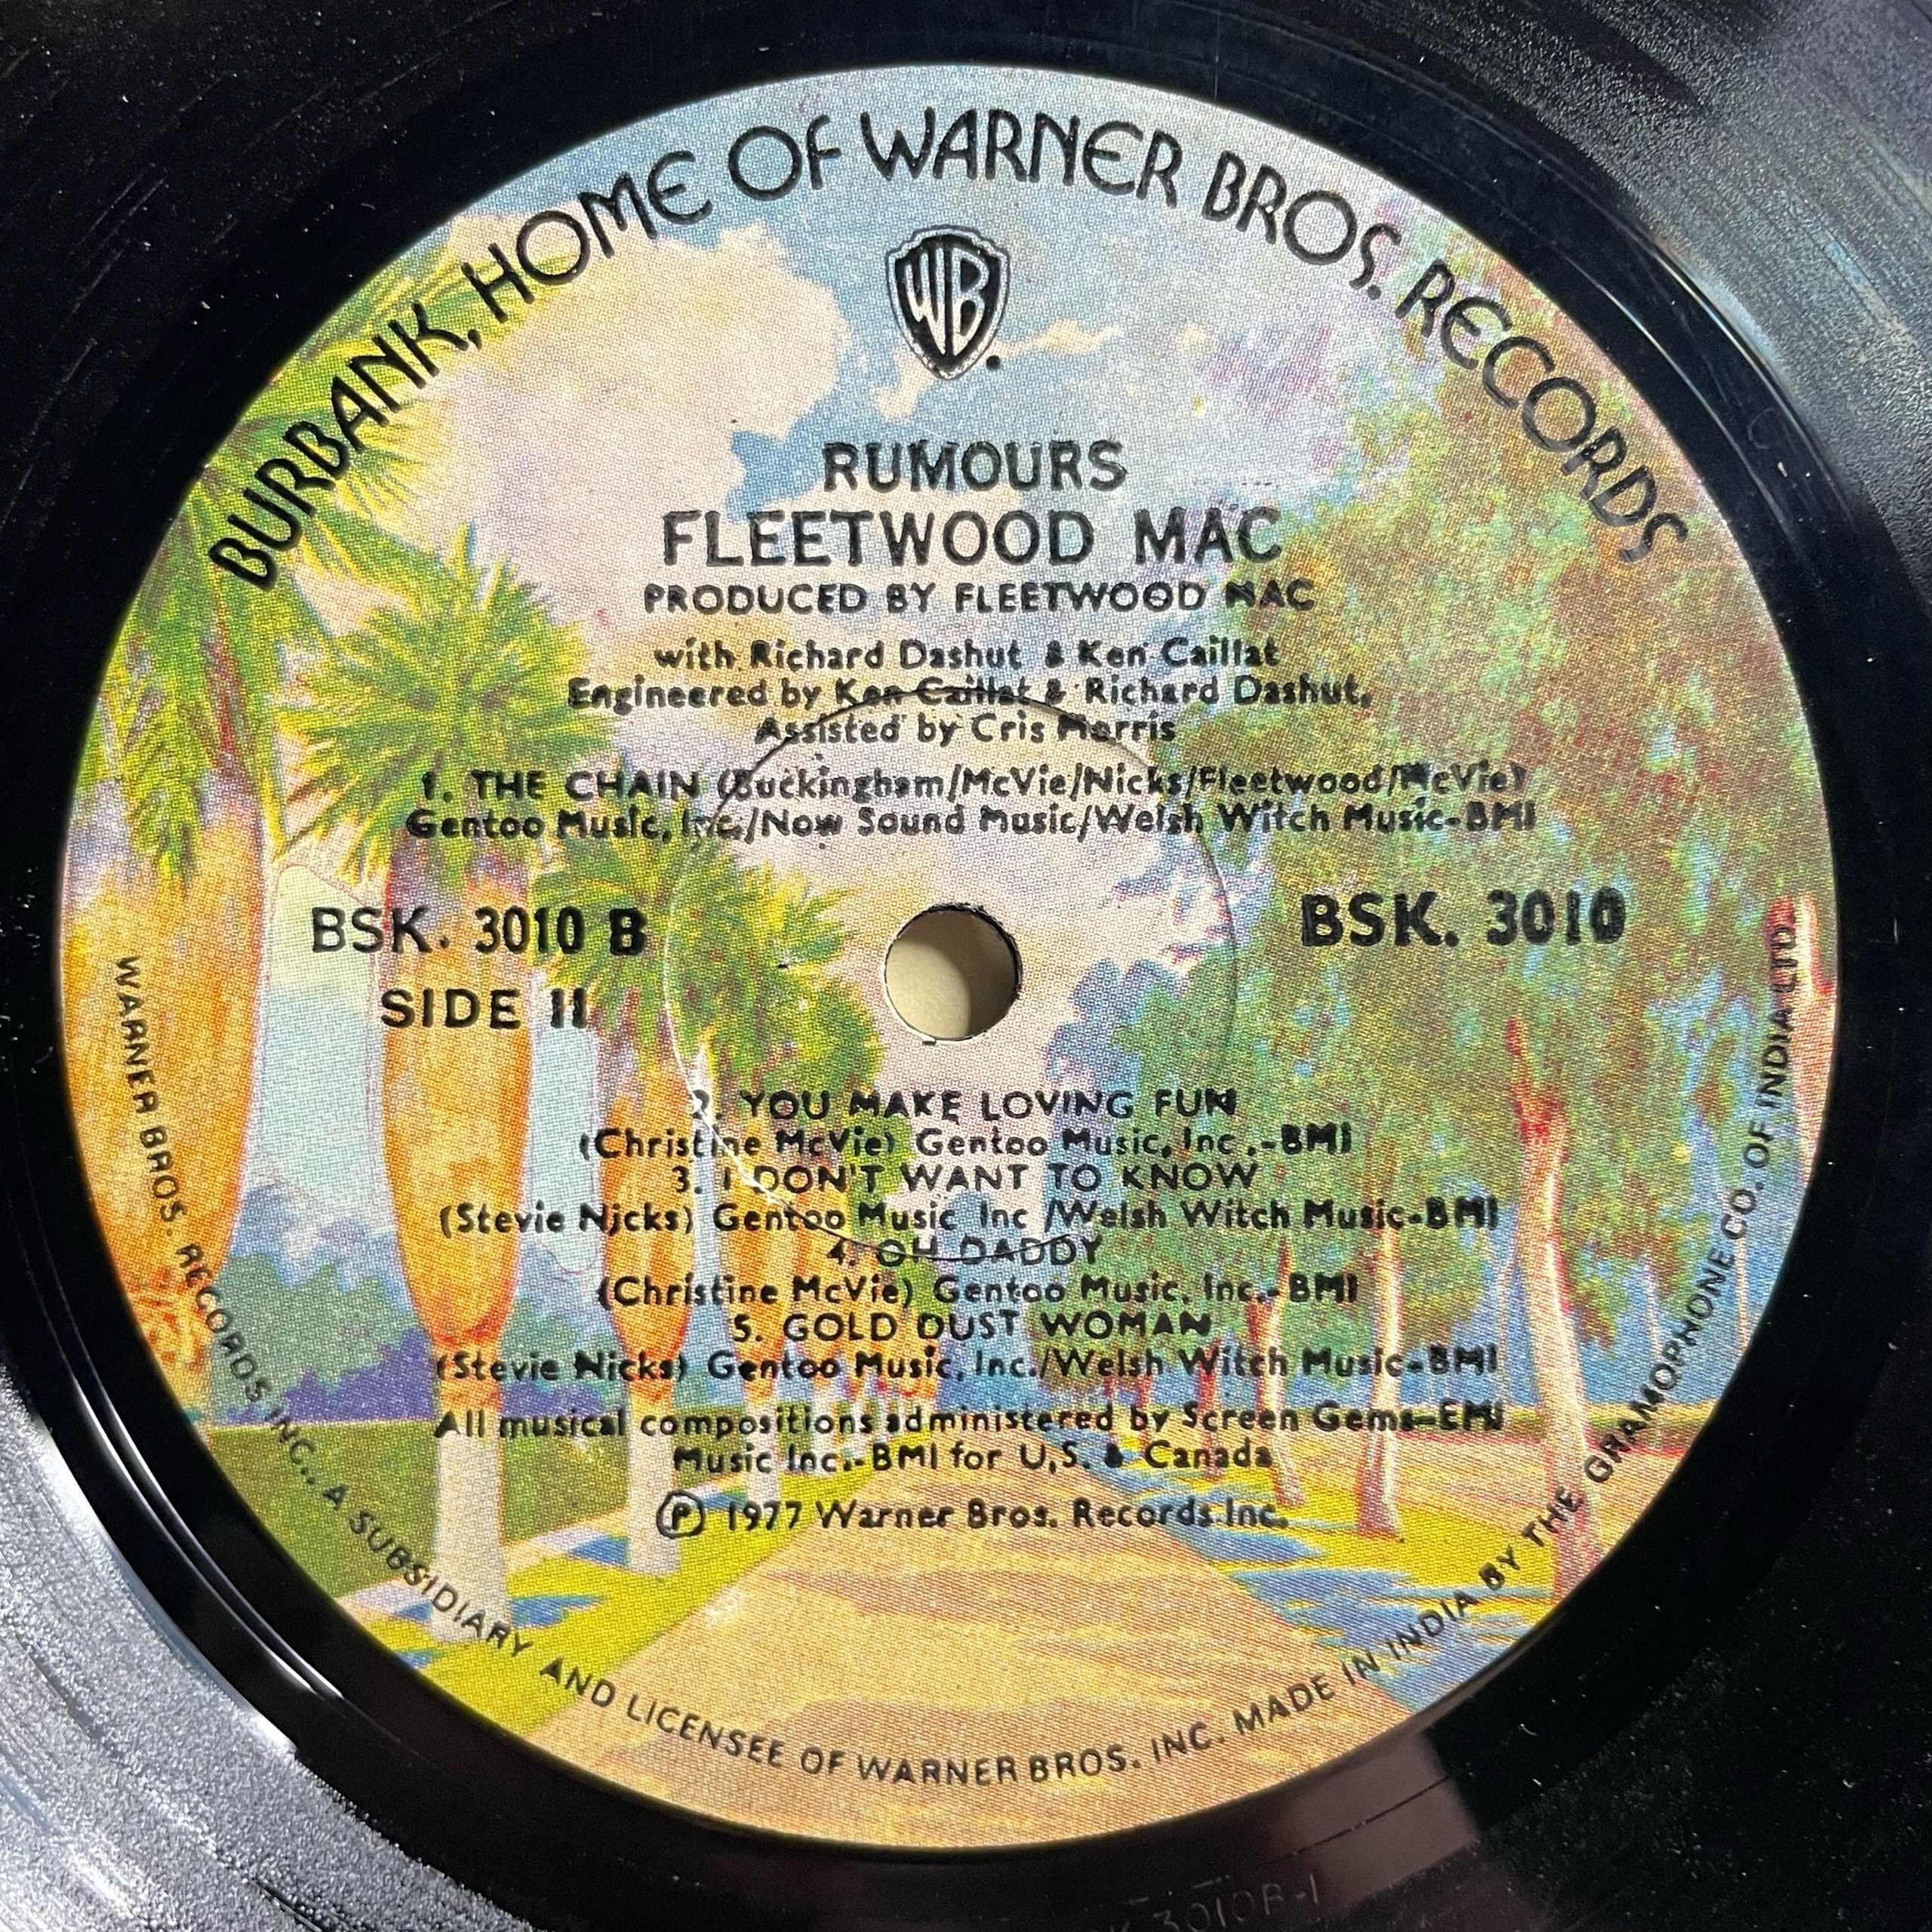 BURBANK, HOME OF WARNER BROS. RECORDS
WB
RUMOURS
FLEETWOOD MAC
PRODUCED BY FLEETWOOD MAC
with Richard Dashut & Ken Caillat
Engineered by Ken Caillat & Richard Dashut,
Assisted by Cris Morris
1. THE CHAIN (Buckingham/McVie/Nicks/Fleetwood/McVie)
Gentoo Music, Inc./Now Sound Music/Welsh Witch Music-BMI
BSK. 3010 B
SIDE II
BSK. 3010
2. YOU MAKE LOVING FUN
(Christine McVie) Gentoo Music, Inc.-BMI
3. I DON'T WANT TO KNOW
(Stevie Nicks) Gentoo Music Inc /Welsh Witch Music-BMI
4. OH DADDY
(Christine McVie) Gentoo Music, Inc.-BMI
5. GOLD DUST WOMAN
(Stevie Nicks) Gentoo Music, Inc./Welsh Witch Music-BMI
All musical compositions administered by Screen Gems-EMI
Music Inc.-BMI for U.S. & Canada
Ⓟ 1977 Warner Bros. Records Inc.
WARNER BROS. RECORDS INC., A SUBSIDIARY AND LICENSEE OF WARNER BROS. INC. MADE IN INDIA BY THE GRAMOPHONE CO. OF INDIA LTD.
3010B-1